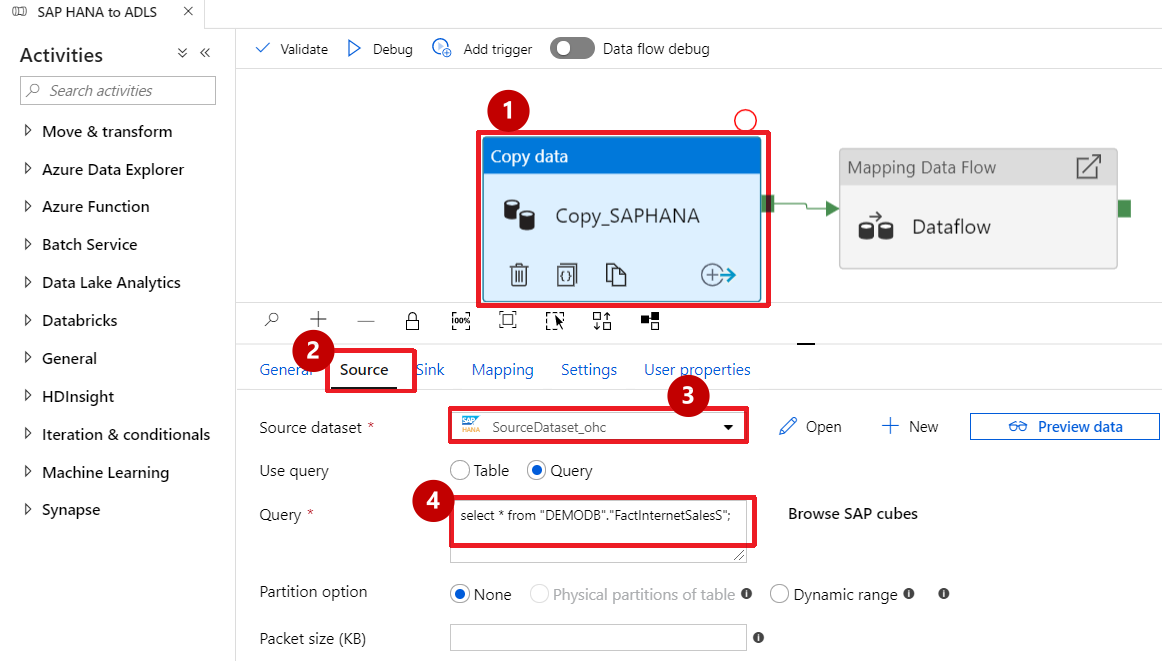 SAP HANA to ADLS
Activities
Search activities
Move & transform
Azure Data Explorer
Azure Function
Batch Service
Data Lake Analytics
Databricks
General
HDInsight
Iteration & conditionals
Machine Learning
Synapse
Validate Debug Add trigger Data flow debug
1
Copy data
Copy_SAPHANA
Mapping Data Flow
Dataflow
100%
2
General Source Sink Mapping Settings User properties
3
Source dataset * SAP HANA SourceDataset_ohc Open New Preview data
Use query Table Query
4
Query * select * from "DEMODB"."FactInternetSalesS"; Browse SAP cubes
Partition option None Physical partitions of table Dynamic range
Packet size (KB)